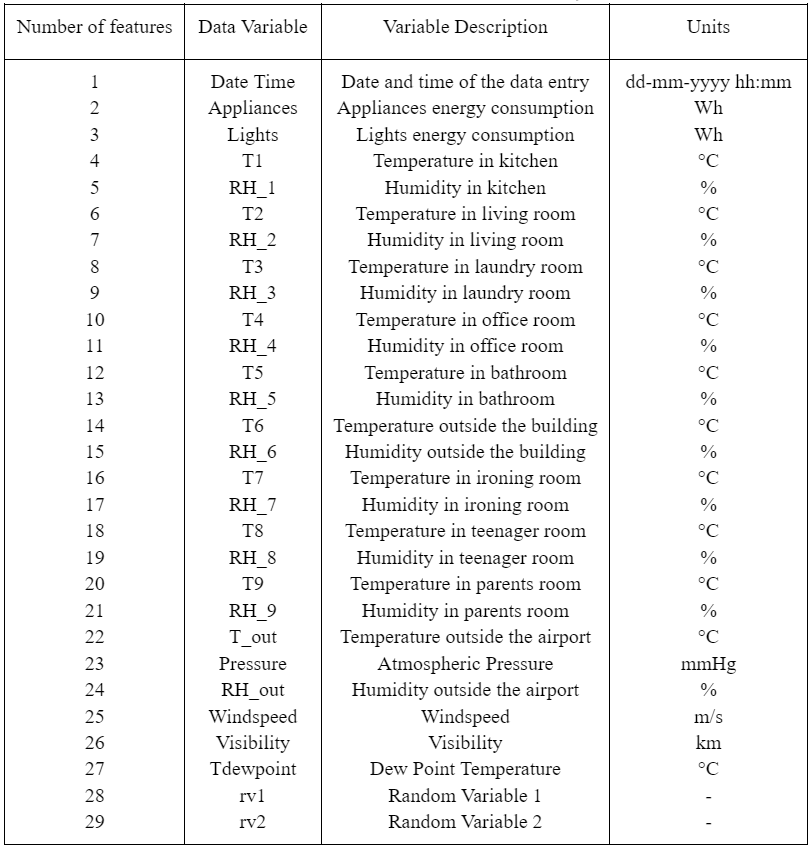 Number of features Data Variable Variable Description Units
1 Date Time Date and time of the data entry dd-mm-yyyy hh:mm
2 Appliances Appliances energy consumption Wh
3 Lights Lights energy consumption Wh
4 T1 Temperature in kitchen °C
5 RH_1 Humidity in kitchen %
6 T2 Temperature in living room °C
7 RH_2 Humidity in living room %
8 T3 Temperature in laundry room °C
9 RH_3 Humidity in laundry room %
10 T4 Temperature in office room °C
11 RH_4 Humidity in office room %
12 T5 Temperature in bathroom °C
13 RH_5 Humidity in bathroom %
14 T6 Temperature outside the building °C
15 RH_6 Humidity outside the building %
16 T7 Temperature in ironing room °C
17 RH_7 Humidity in ironing room %
18 T8 Temperature in teenager room °C
19 RH_8 Humidity in teenager room %
20 T9 Temperature in parents room °C
21 RH_9 Humidity in parents room %
22 T_out Temperature outside the airport °C
23 Pressure Atmospheric Pressure mmHg
24 RH_out Humidity outside the airport %
25 Windspeed Windspeed m/s
26 Visibility Visibility km
27 Tdewpoint Dew Point Temperature °C
28 rv1 Random Variable 1 -
29 rv2 Random Variable 2 -